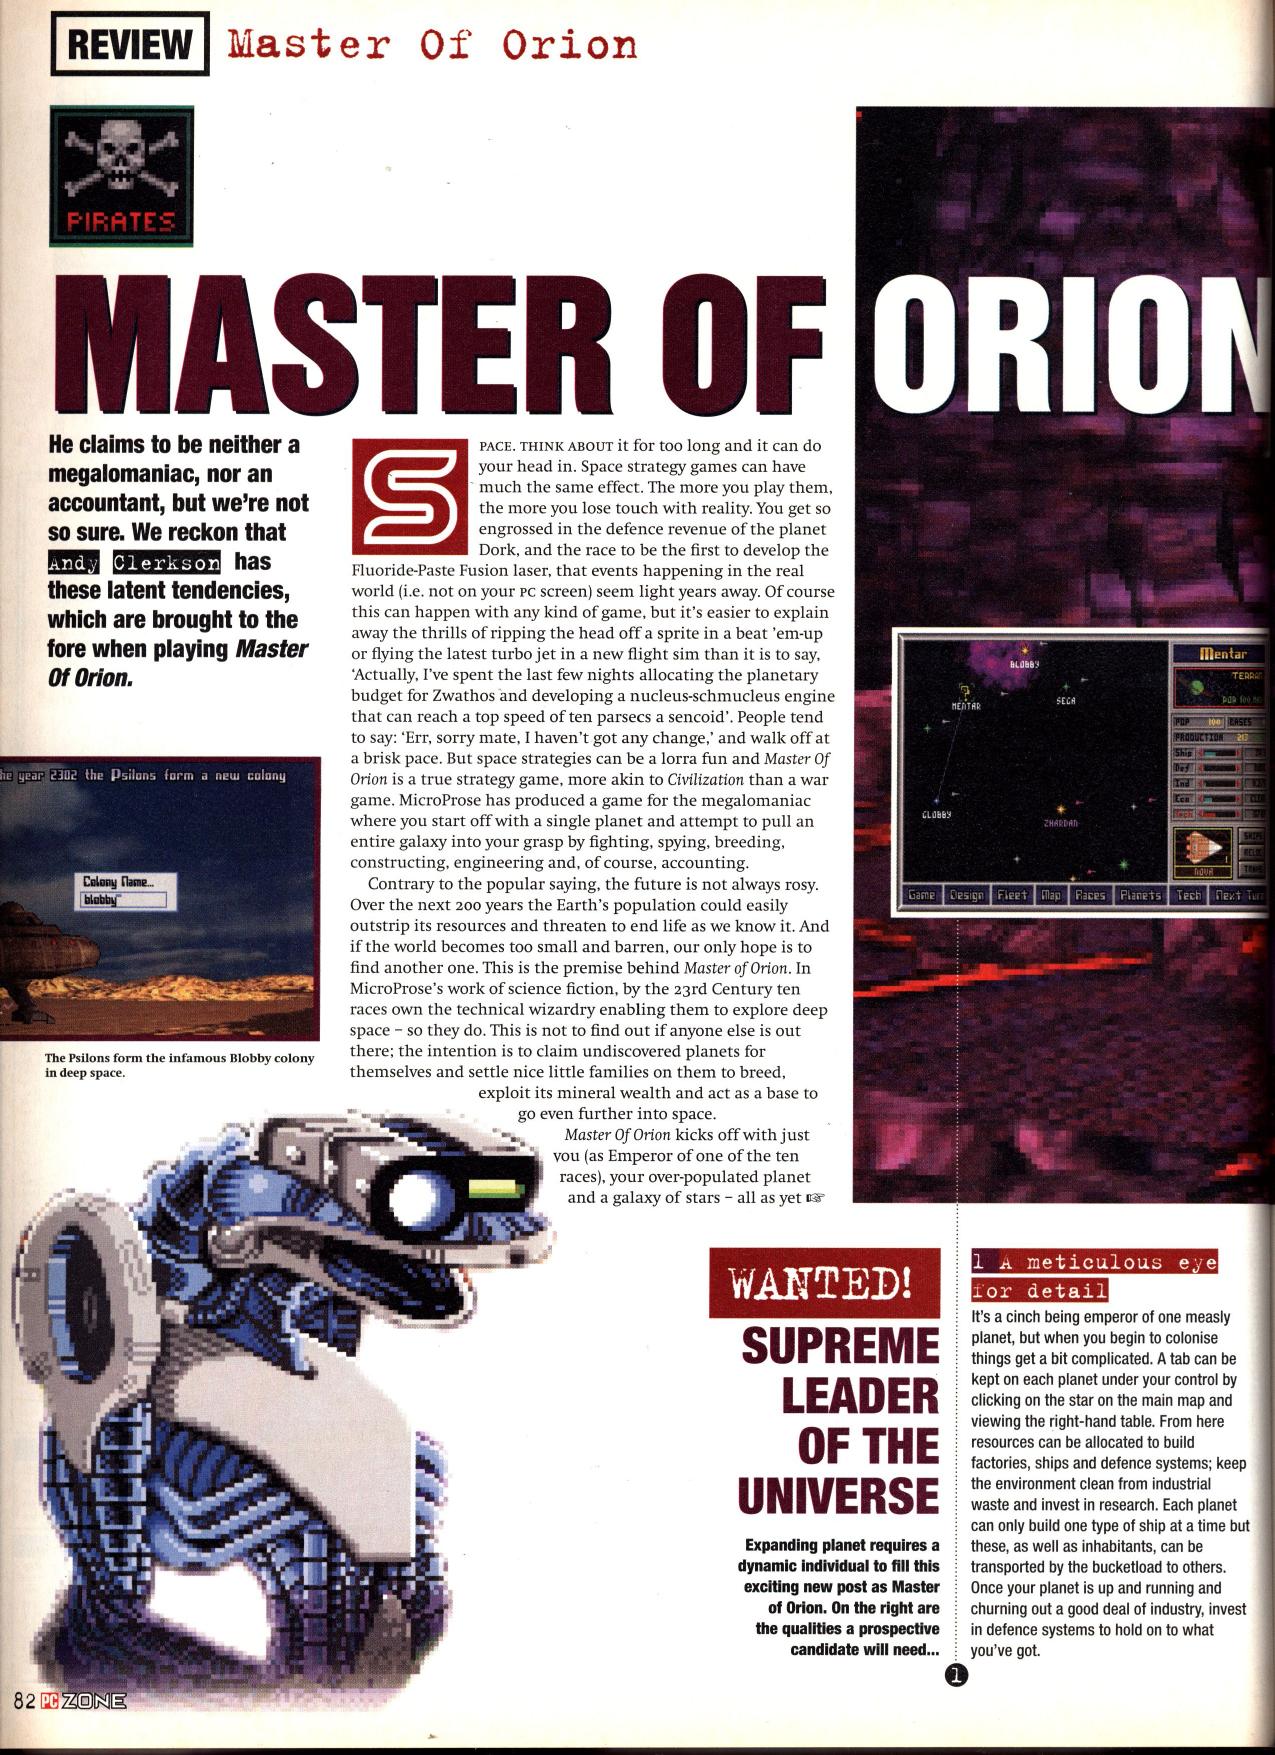 REVIEW Master Of Orion
PIRATES
MASTER OF ORION
He claims to be neither a
megalomaniac, nor an
accountant, but we're not
so sure. We reckon that
Andy Clerkson has
these latent tendencies,
which are brought to the
fore when playing Master
Of Orion.
SPACE. THINK ABOUT it for too long and it can do
your head in. Space strategy games can have
much the same effect. The more you play them,
the more you lose touch with reality. You get so
engrossed in the defence revenue of the planet
Dork, and the race to be the first to develop the
Fluoride-Paste Fusion laser, that events happening in the real
world (i.e. not on your PC screen) seem light years away. Of course
this can happen with any kind of game, but it's easier to explain
away the thrills of ripping the head off a sprite in a beat 'em-up
or flying the latest turbo jet in a new flight sim than it is to say,
'Actually, I've spent the last few nights allocating the planetary
budget for Zwathos and developing a nucleus-schmucleus engine
that can reach a top speed of ten parsecs a sencoid'. People tend
to say: 'Err, sorry mate, I haven't got any change,' and walk off at
a brisk pace. But space strategies can be a lorra fun and Master Of
Orion is a true strategy game, more akin to Civilization than a war
game. MicroProse has produced a game for the megalomaniac
where you start off with a single planet and attempt to pull an
entire galaxy into your grasp by fighting, spying, breeding,
constructing, engineering and, of course, accounting.
Contrary to the popular saying, the future is not always rosy.
Over the next 200 years the Earth's population could easily
outstrip its resources and threaten to end life as we know it. And
if the world becomes too small and barren, our only hope is to
find another one. This is the premise behind Master of Orion. In
MicroProse's work of science fiction, by the 23rd Century ten
races own the technical wizardry enabling them to explore deep
space – so they do. This is not to find out if anyone else is out
there; the intention is to claim undiscovered planets for
themselves and settle nice little families on them to breed,
exploit its mineral wealth and act as a base to
go even further into space.
Master Of Orion kicks off with just
you (as Emperor of one of the ten
races), your over-populated planet
and a galaxy of stars – all as yet ☞
he year 2302 the Psilons form a new colony
Colony Name...
blobby
The Psilons form the infamous Blobby colony
in deep space.
BLOBBY
MENTAR
SEGA
GLOBBY
ZHARDAN
Mentar
TERRAN
POP 100
POP 100 BASES
PRODUCTION
Ship
Def
Ind
Eco
Tech
NOVA
Game Design Fleet Map Races Planets Tech Next Tur
WANTED!
SUPREME
LEADER
OF THE
UNIVERSE
Expanding planet requires a
dynamic individual to fill this
exciting new post as Master
of Orion. On the right are
the qualities a prospective
candidate will need...
1 A meticulous eye
for detail
It's a cinch being emperor of one measly
planet, but when you begin to colonise
things get a bit complicated. A tab can be
kept on each planet under your control by
clicking on the star on the main map and
viewing the right-hand table. From here
resources can be allocated to build
factories, ships and defence systems; keep
the environment clean from industrial
waste and invest in research. Each planet
can only build one type of ship at a time but
these, as well as inhabitants, can be
transported by the bucketload to others.
Once your planet is up and running and
churning out a good deal of industry, invest
in defence systems to hold on to what
you've got.
1
82 PC ZONE